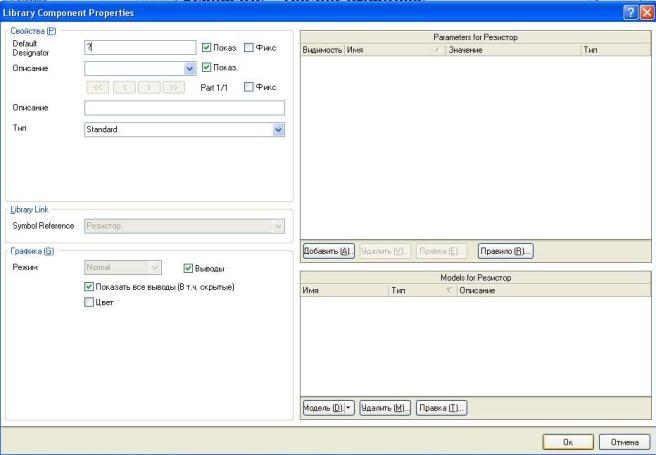 Library Component Properties
Свойства (P)
Default Designator
?
Показ.
Фикс
Описание
Показ.
<<
<
>
>>
Part 1/1
Фикс
Описание
Тип
Standard
Library Link
Symbol Reference
Резистор
Графика (G)
Режим
Normal
Выводы
Показать все выводы (В т.ч. скрытые)
Цвет
Parameters for Резистор
Видимость Имя / Значение Тип
Добавить (A)... Удалить (V)... Правка (E)... Правило (R)...
Models for Резистор
Имя Тип Описание
Модель (D)... Удалить (M)... Правка (T)...
Ок Отмена